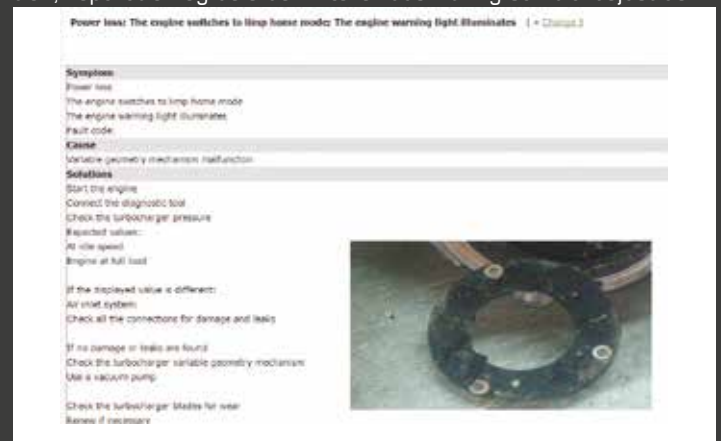 Power loss; The engine switches to limp home mode; The engine warning light illuminates [ + Change ]
Symptom
Power loss
The engine switches to limp home mode
The engine warning light illuminates
Fault code:
Cause
Variable geometry mechanism malfunction
Solutions
Start the engine
Connect the diagnostic tool
Check the turbocharger pressure
Expected values:
At idle speed
Engine at full load
If the displayed value is different:
Air inlet system:
Check all the connections for damage and leaks
If no damage or leaks are found
Check the turbocharger variable geometry mechanism
Use a vacuum pump
Check the turbocharger blades for wear
Renew if necessary